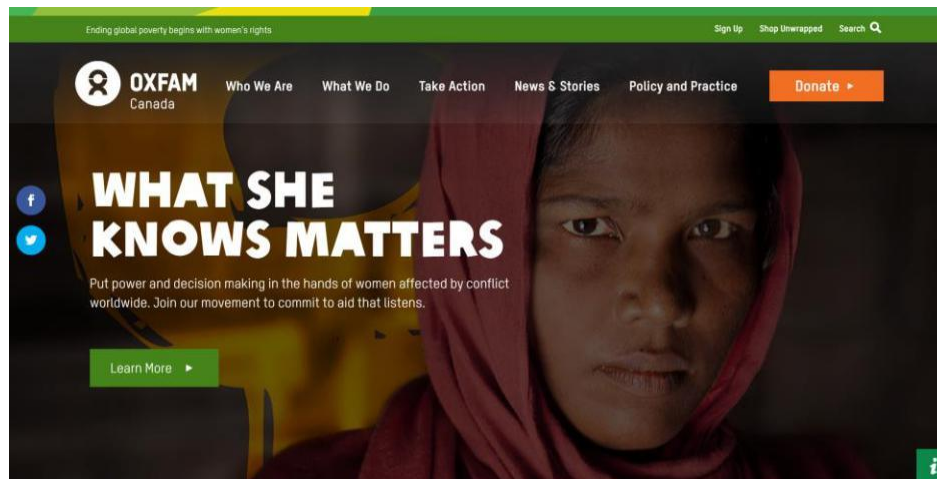 Ending global poverty begins with women's rights
Sign Up Shop Unwrapped Search
OXFAM
Canada
Who We Are What We Do Take Action News & Stories Policy and Practice Donate
WHAT SHE
KNOWS MATTERS
Put power and decision making in the hands of women affected by conflict
worldwide. Join our movement to commit to aid that listens.
Learn More
f
i